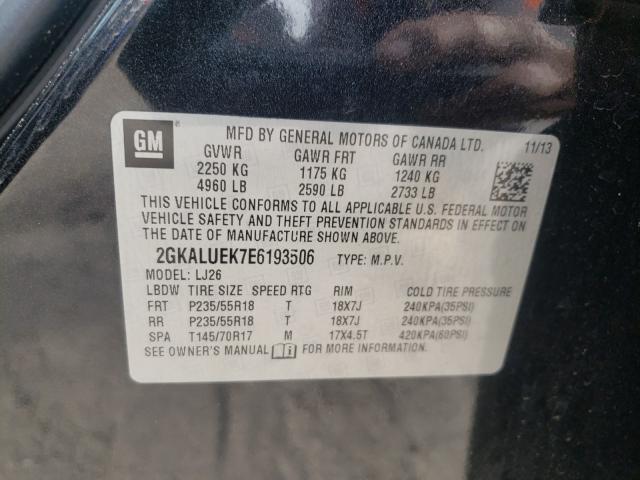 GM ® MFD BY GENERAL MOTORS OF CANADA LTD. 11/13
GVWR GAWR FRT GAWR RR
2250 KG 1175 KG 1240 KG
4960 LB 2590 LB 2733 LB
THIS VEHICLE CONFORMS TO ALL APPLICABLE U.S. FEDERAL MOTOR
VEHICLE SAFETY AND THEFT PREVENTION STANDARDS IN EFFECT ON
THE DATE OF MANUFACTURE SHOWN ABOVE.
2GKALUEK7E6193506 TYPE: M.P.V.
MODEL: LJ26
LBDW TIRE SIZE SPEED RTG RIM COLD TIRE PRESSURE
FRT P235/55R18 T 18X7J 240KPA(35PSI)
RR P235/55R18 T 18X7J 240KPA(35PSI)
SPA T145/70R17 M 17X4.5T 420KPA(60PSI)
SEE OWNER'S MANUAL FOR MORE INFORMATION.